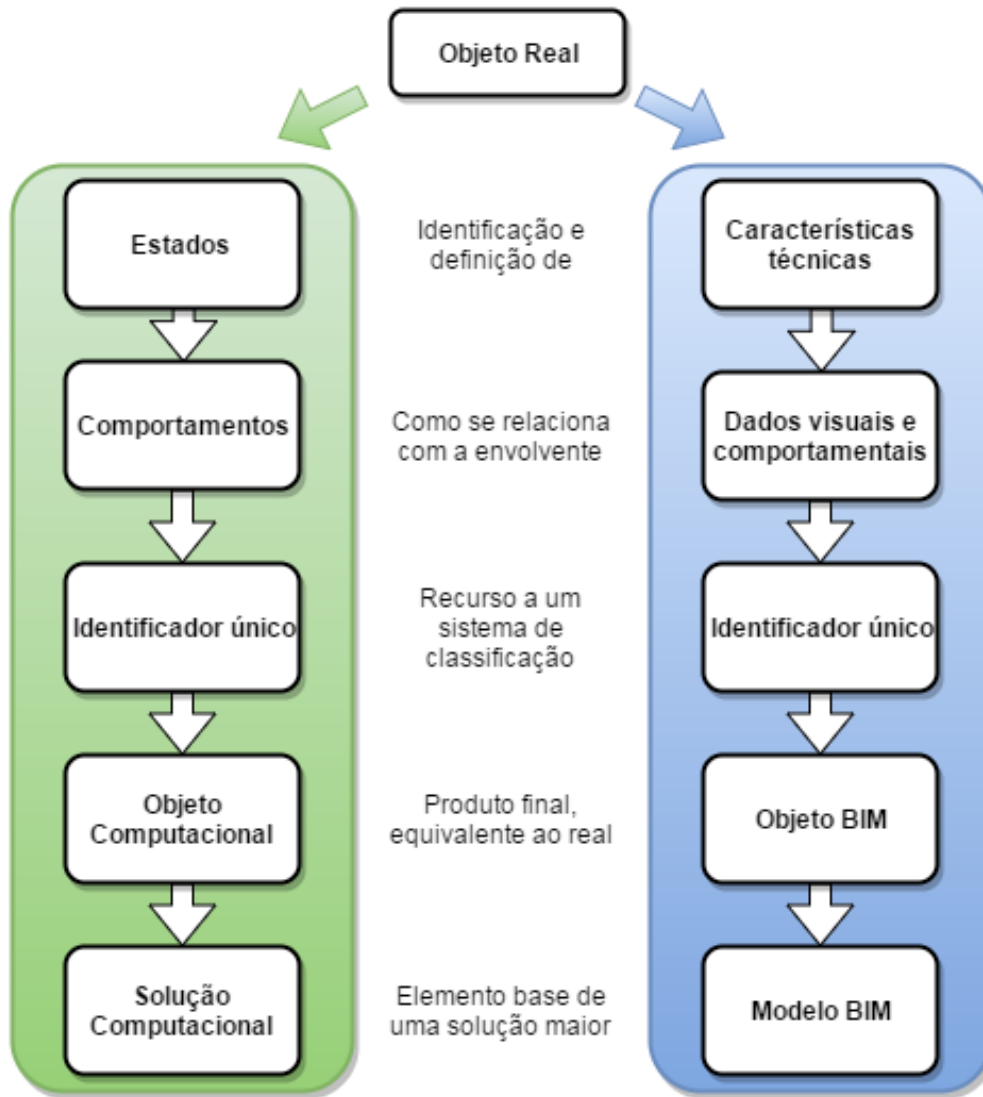 Objeto Real
Estados
Identificação e
definição de
Característícas
técnicas
Comportamentos
Como se relaciona
com a envolvente
Dados visuais e
comportamentais
Identificador único
Recurso a um
sistema de
classificação
Identificador único
Objeto
Computacional
Produto final,
equivalente ao real
Objeto BIM
Solução
Computacional
Elemento base de
uma solução maior
Modelo BIM